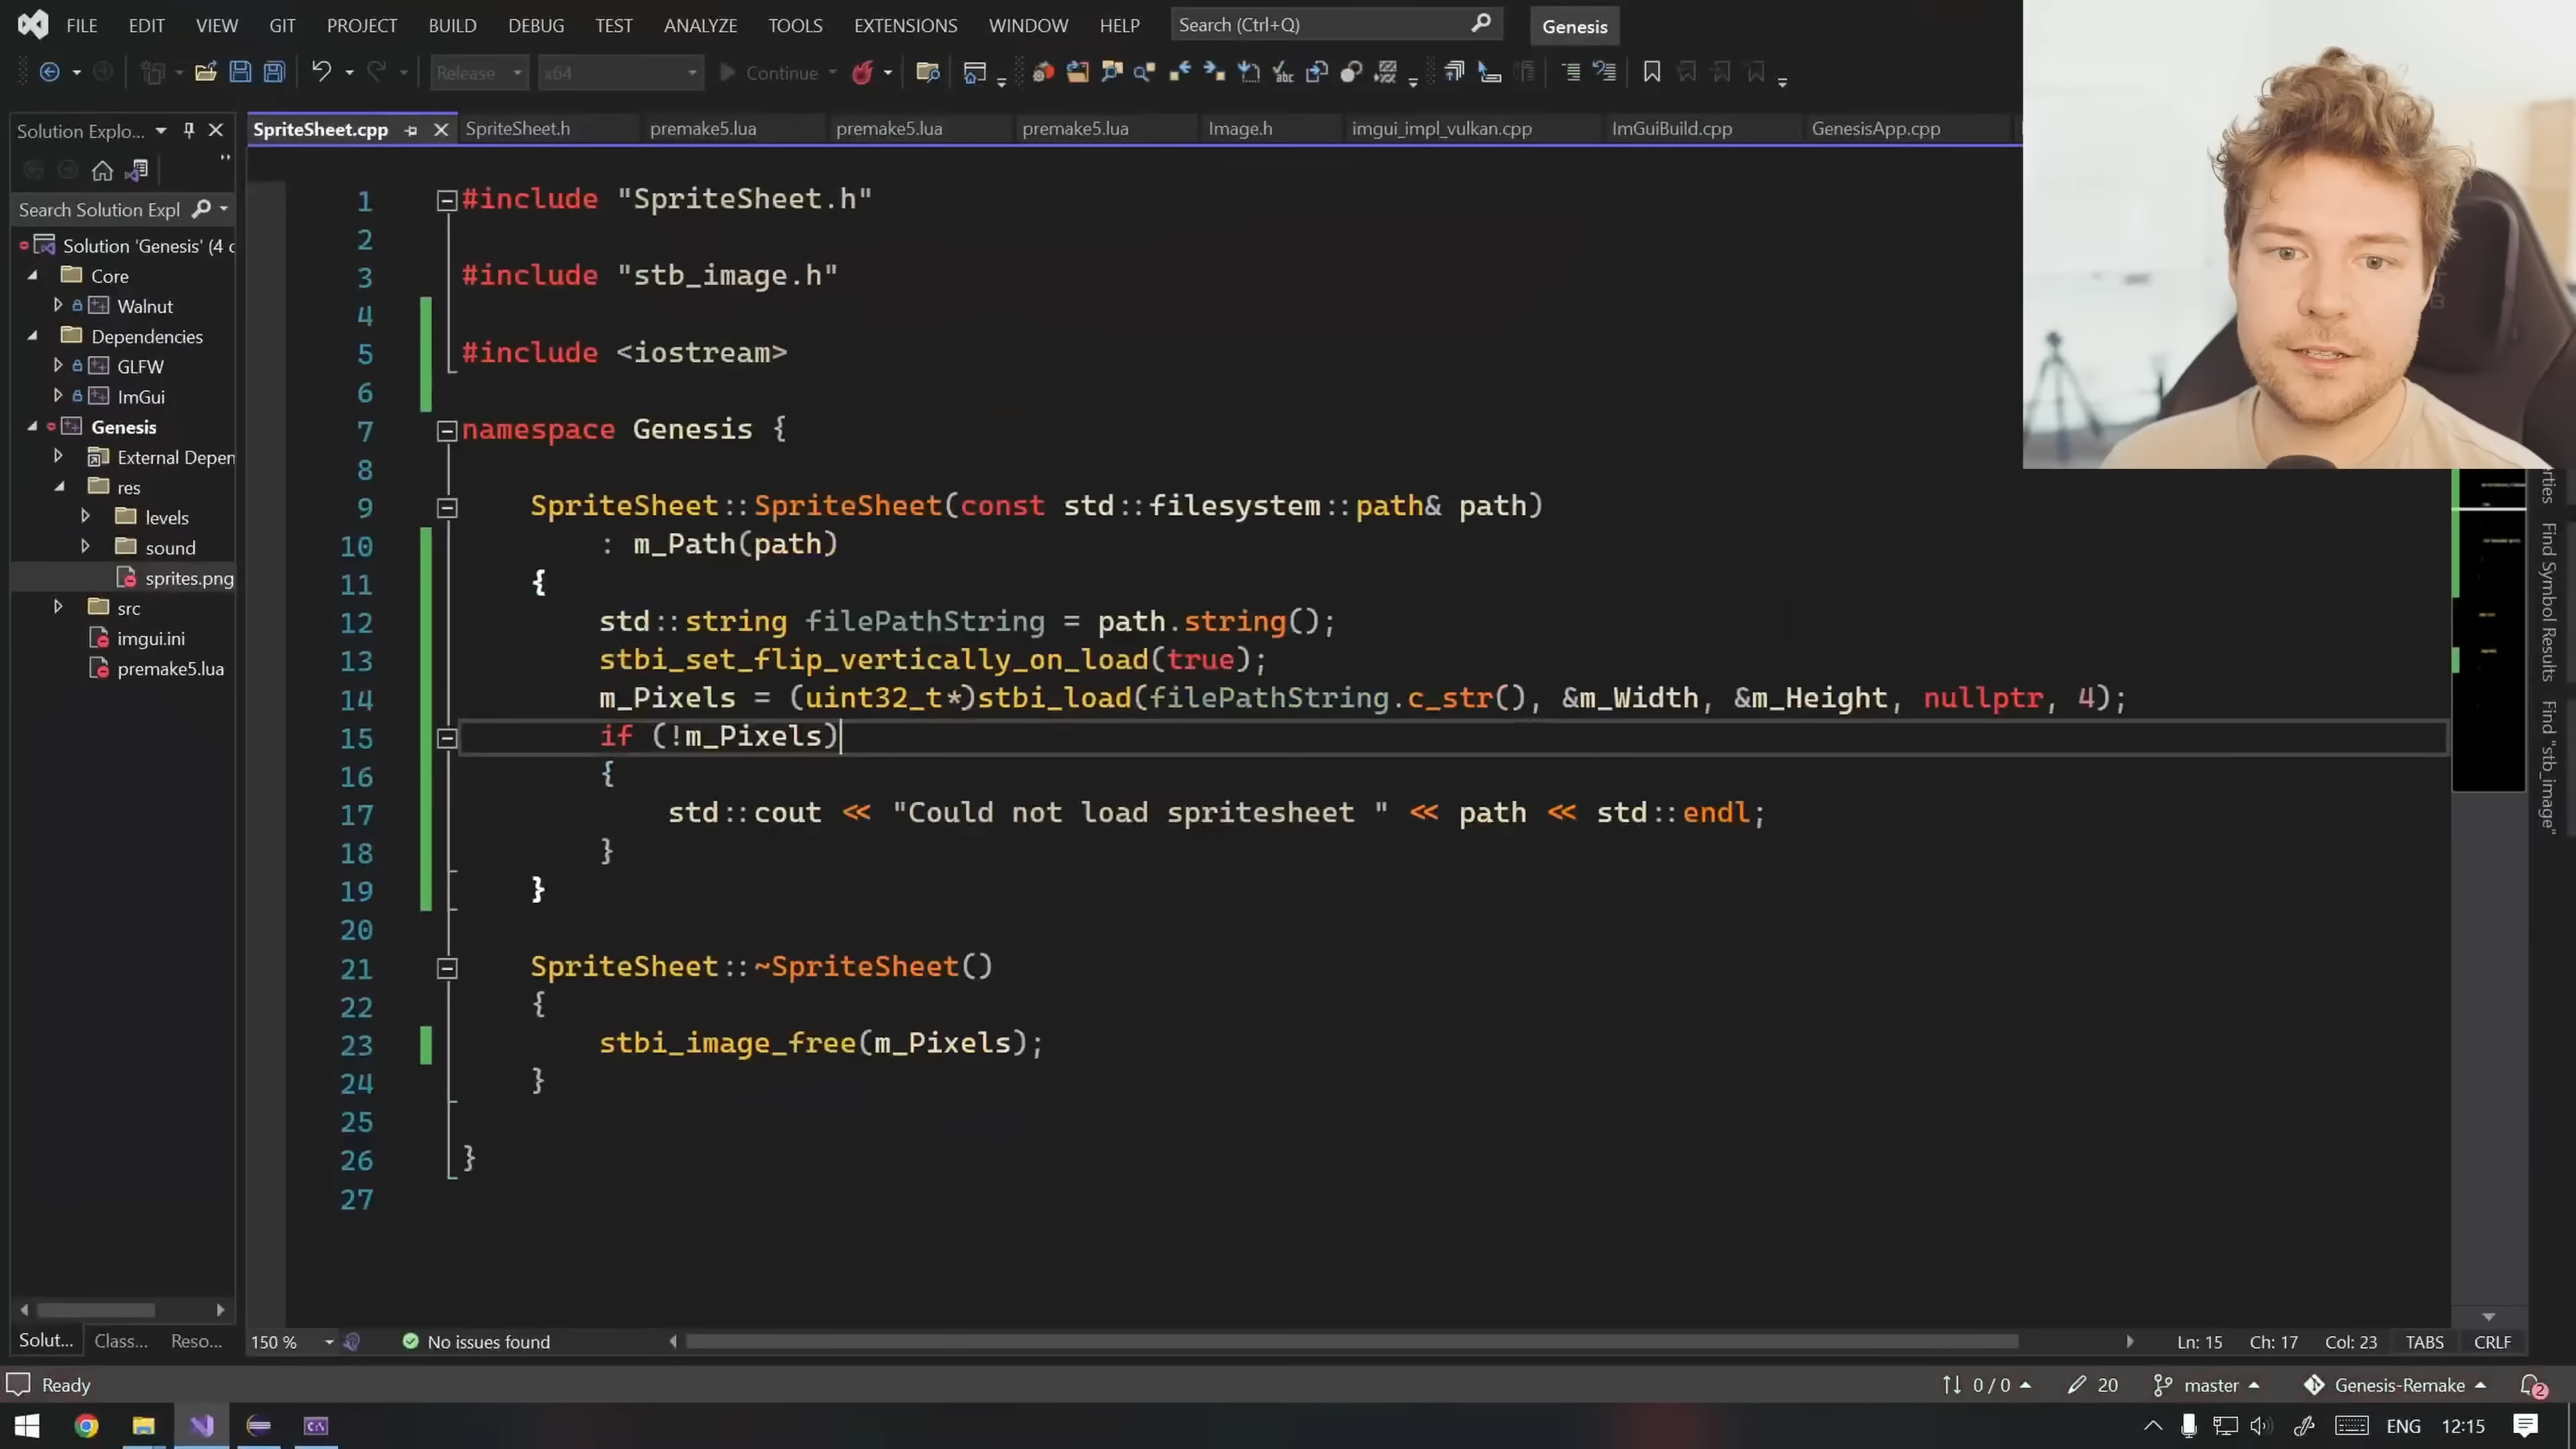 FILE EDIT VIEW GIT PROJECT BUILD DEBUG TEST ANALYZE TOOLS EXTENSIONS WINDOW HELP Search (Ctrl+Q) Genesis
Release x64 Continue
Solution Explo...
SpriteSheet.cpp SpriteSheet.h premake5.lua premake5.lua premake5.lua Image.h imgui_impl_vulkan.cpp ImGuiBuild.cpp GenesisApp.cpp
Search Solution Expl
Solution 'Genesis' (4 c
Core
Walnut
Dependencies
GLFW
ImGui
Genesis
External Depen
res
levels
sound
sprites.png
src
imgui.ini
premake5.lua
Solut... Class... Reso...
1 #include "SpriteSheet.h"
2
3 #include "stb_image.h"
4
5 #include <iostream>
6
7 namespace Genesis {
8
9 SpriteSheet::SpriteSheet(const std::filesystem::path& path)
10 : m_Path(path)
11 {
12 std::string filePathString = path.string();
13 stbi_set_flip_vertically_on_load(true);
14 m_Pixels = (uint32_t*)stbi_load(filePathString.c_str(), &m_Width, &m_Height, nullptr, 4);
15 if (!m_Pixels)
16 {
17 std::cout << "Could not load spritesheet " << path << std::endl;
18 }
19 }
20
21 SpriteSheet::~SpriteSheet()
22 {
23 stbi_image_free(m_Pixels);
24 }
25
26 }
27
erties
Find Symbol Results
Find "stb_image"
150 % No issues found Ln: 15 Ch: 17 Col: 23 TABS CRLF
Ready 0 / 0 20 master Genesis-Remake 2
ENG 12:15